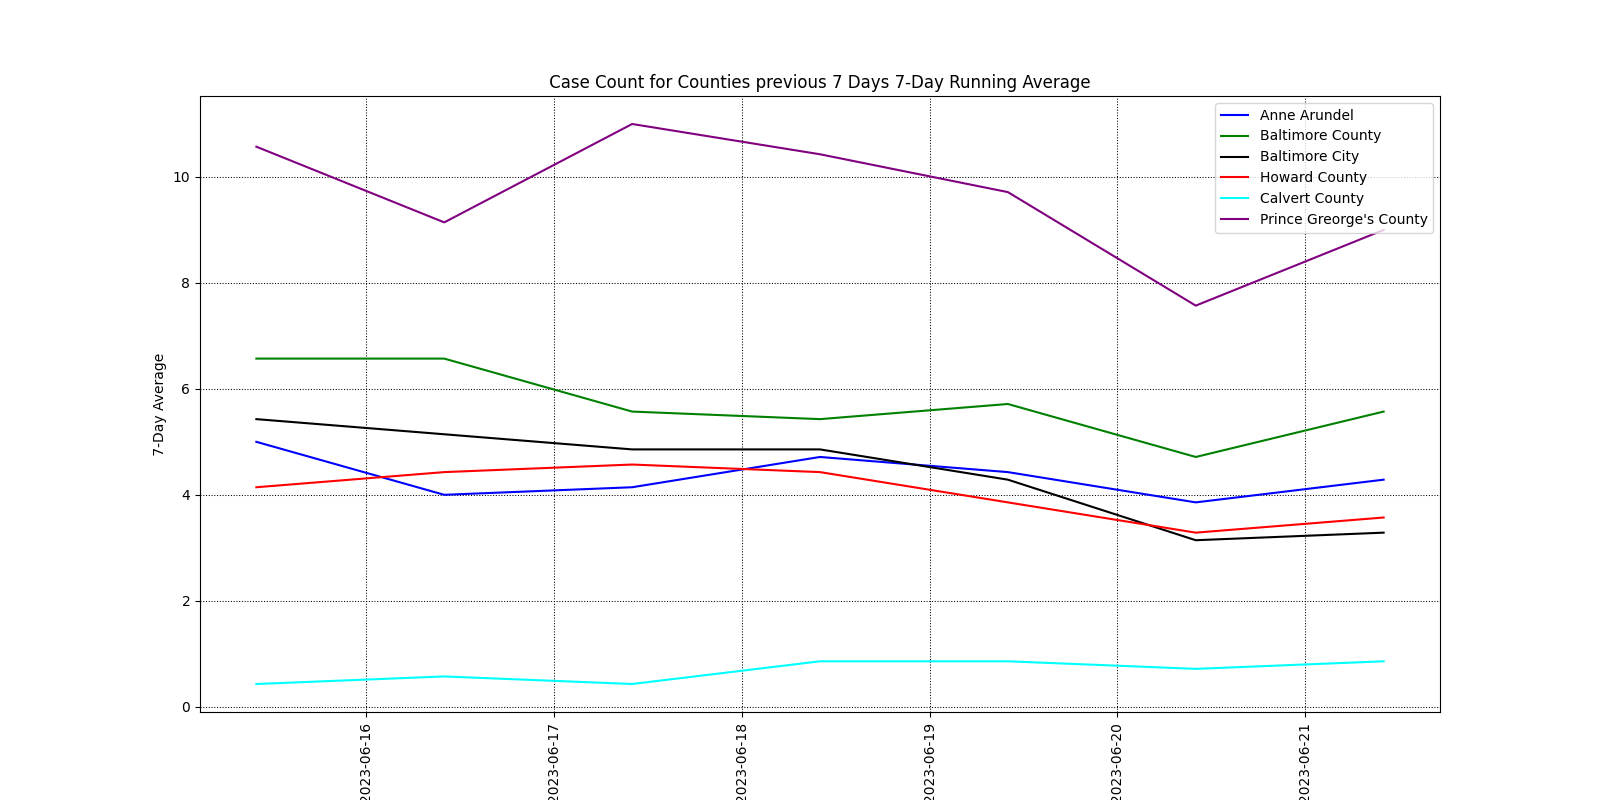 Case Count for Counties previous 7 Days 7-Day Running Average
Anne Arundel
Baltimore County
Baltimore City
Howard County
Calvert County
Prince Greorge's County
7-Day Average
10
8
6
4
2
0
2023-06-16
2023-06-17
2023-06-18
2023-06-19
2023-06-20
2023-06-21